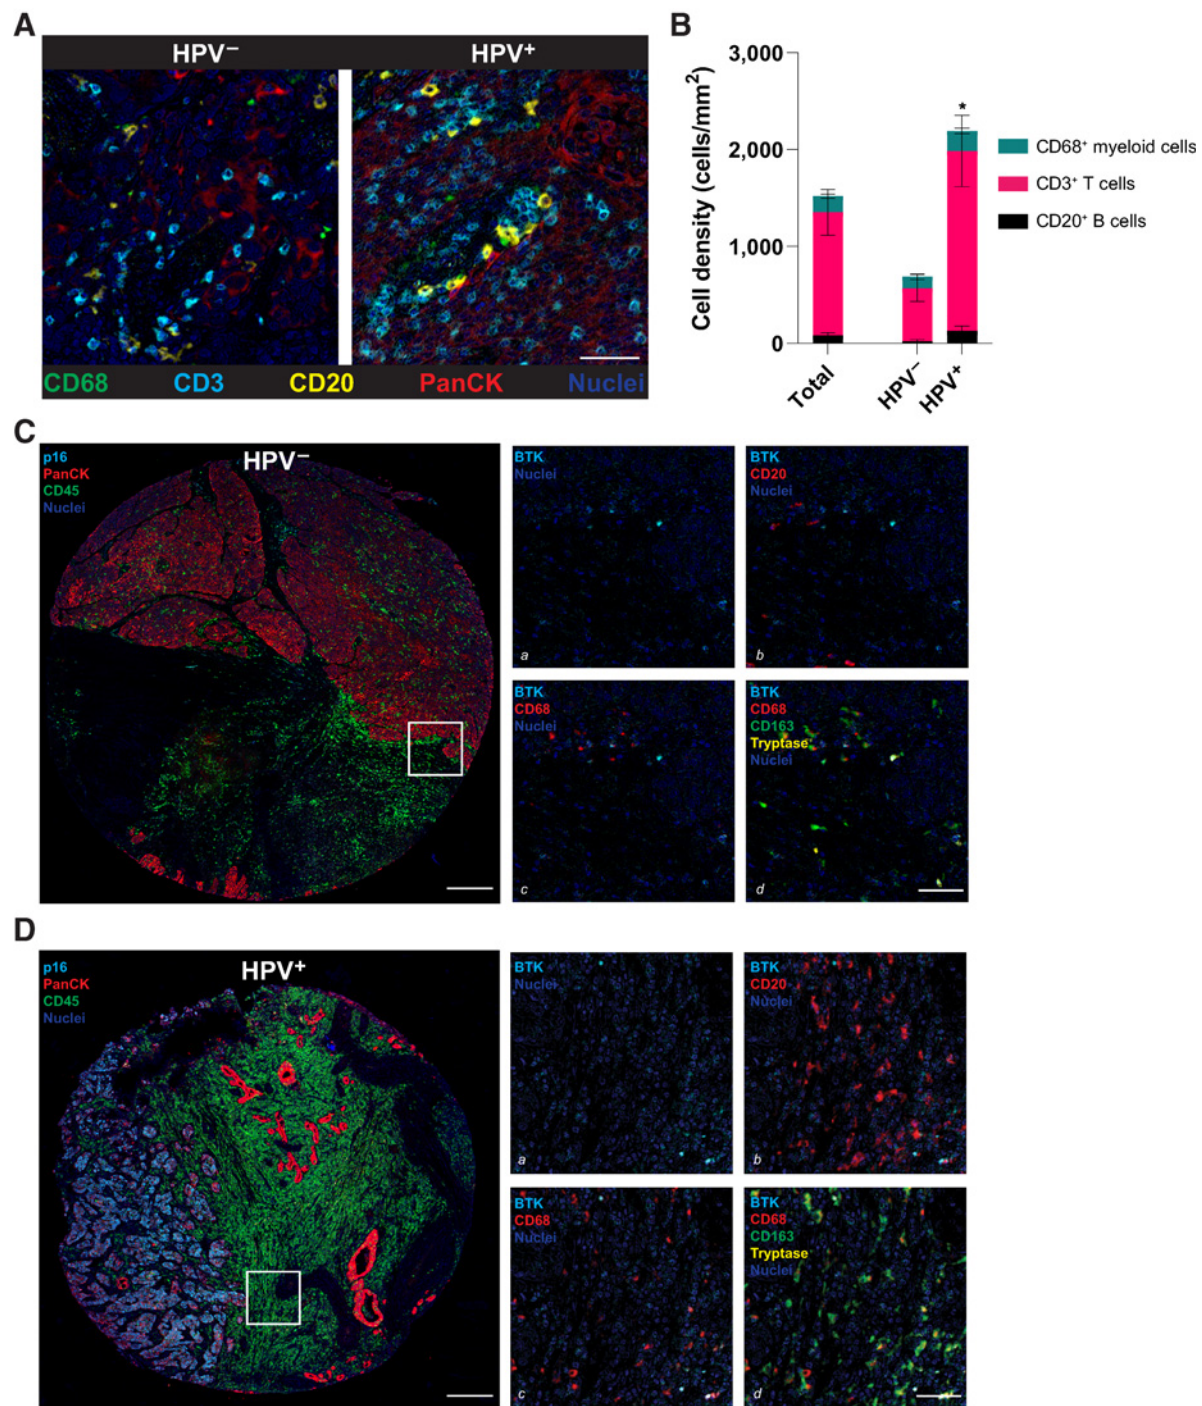 A
HPV−
HPV+
CD68 CD3 CD20 PanCK Nuclei
B
Cell density (cells/mm2)
3,000
2,000
1,000
0
*
Total
HPV−
HPV+
CD68+ myeloid cells
CD3+ T cells
CD20+ B cells
C
HPV−
p16
PanCK
CD45
Nuclei
BTK
Nuclei
a
BTK
CD20
Nuclei
b
BTK
CD68
Nuclei
c
BTK
CD68
CD163
Tryptase
Nuclei
d
D
HPV+
p16
PanCK
CD45
Nuclei
BTK
Nuclei
a
BTK
CD20
Nuclei
b
BTK
CD68
Nuclei
c
BTK
CD68
CD163
Tryptase
Nuclei
d